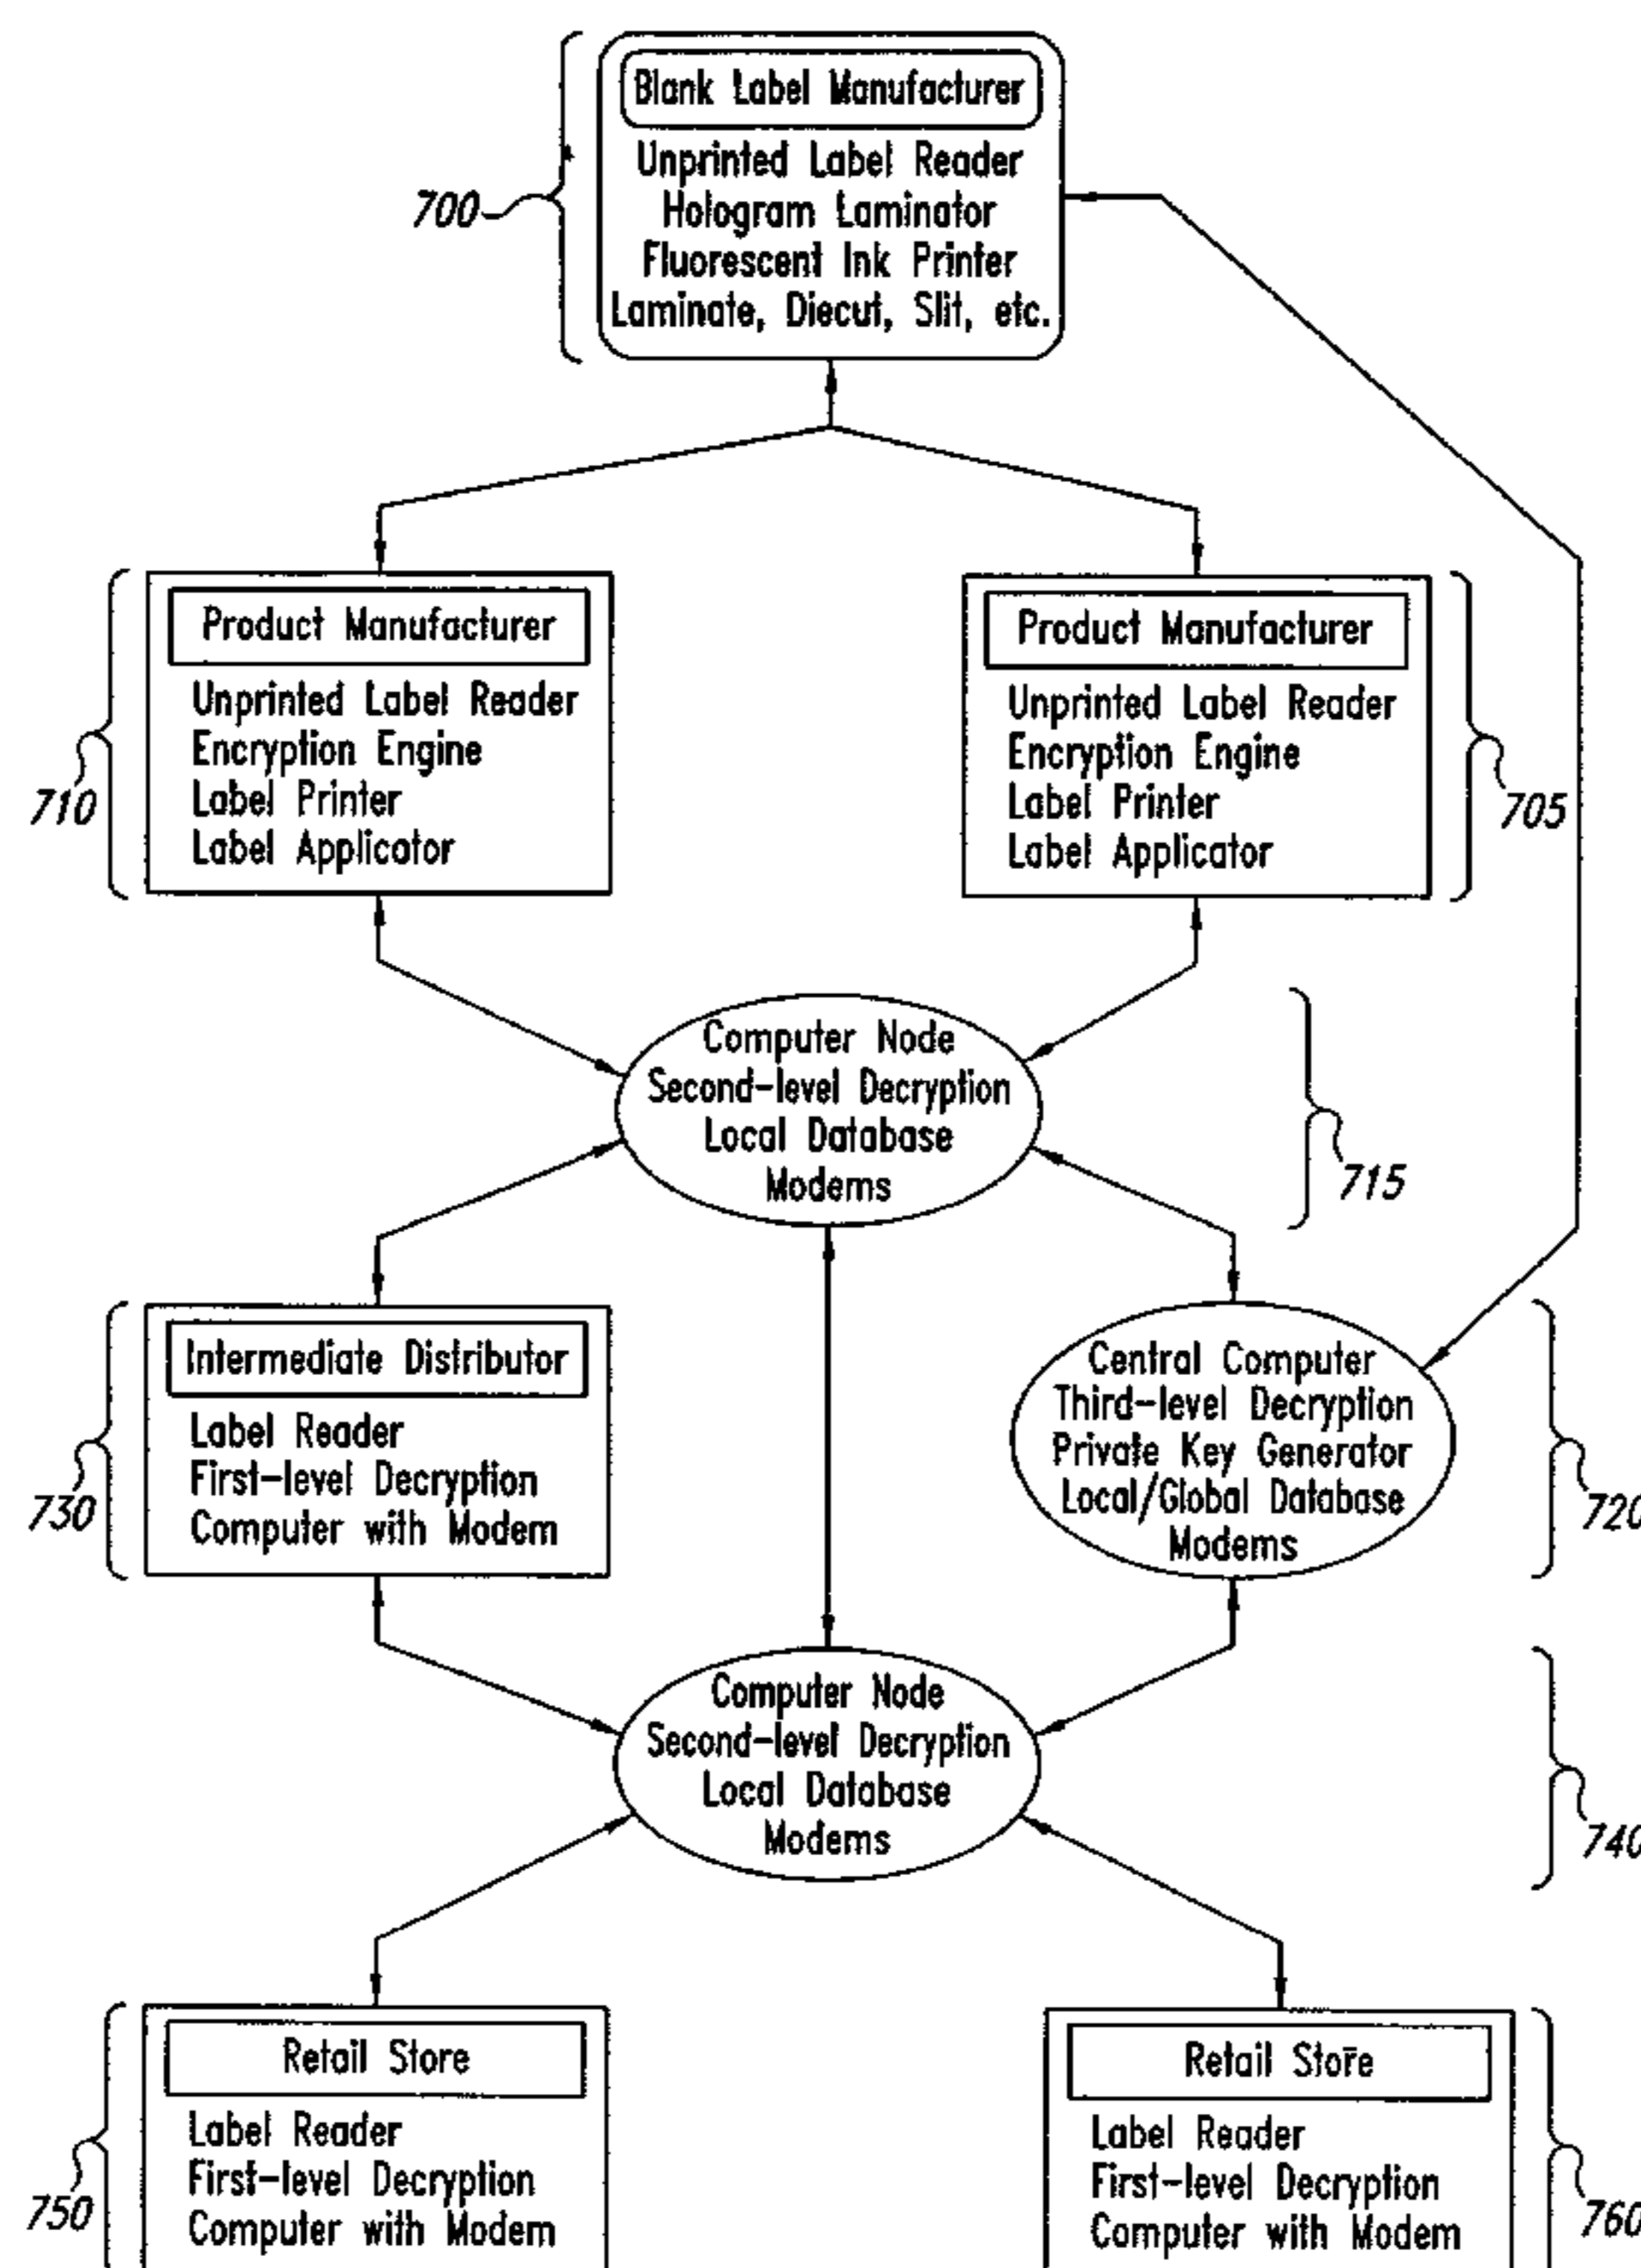 Blank Label Manufacturer
Unprinted Label Reader
Hologram Laminator
Fluorescent Ink Printer
Laminate, Diecut, Slit, etc.
700
Product Manufacturer
Unprinted Label Reader
Encryption Engine
Label Printer
Label Applicator
710
Product Manufacturer
Unprinted Label Reader
Encryption Engine
Label Printer
Label Applicator
705
Computer Node
Second-level Decryption
Local Database
Modems
715
Intermediate Distributor
Label Reader
First-level Decryption
Computer with Modem
730
Central Computer
Third-level Decryption
Private Key Generator
Local/Global Database
Modems
720
Computer Node
Second-level Decryption
Local Database
Modems
740
Retail Store
Label Reader
First-level Decryption
Computer with Modem
750
Retail Store
Label Reader
First-level Decryption
Computer with Modem
760